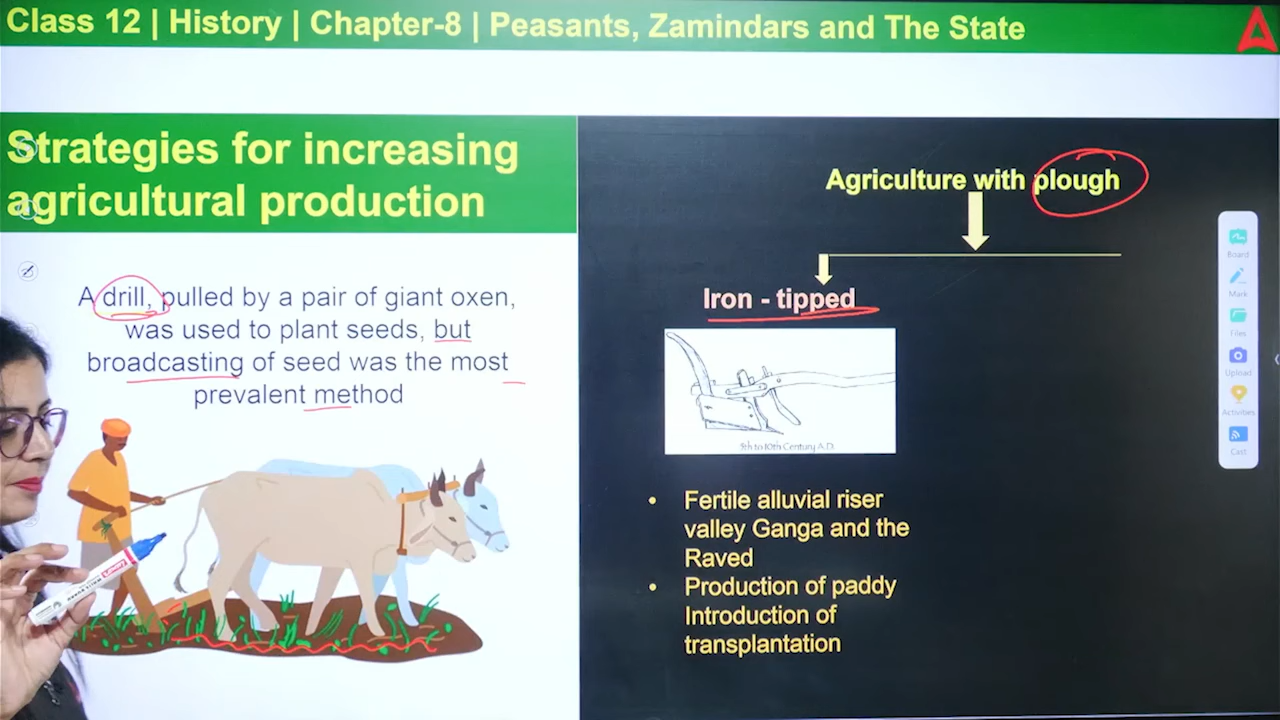 Class 12 | History | Chapter-8 | Peasants, Zamindars and The State
Strategies for increasing
agricultural production
A drill, pulled by a pair of giant oxen,
was used to plant seeds, but
broadcasting of seed was the most
prevalent method
Agriculture with plough
Iron - tipped
9th to 10th Century A.D.
• Fertile alluvial riser
valley Ganga and the
Raved
• Production of paddy
Introduction of
transplantation
Board
Mark
Files
Upload
Activities
Cast